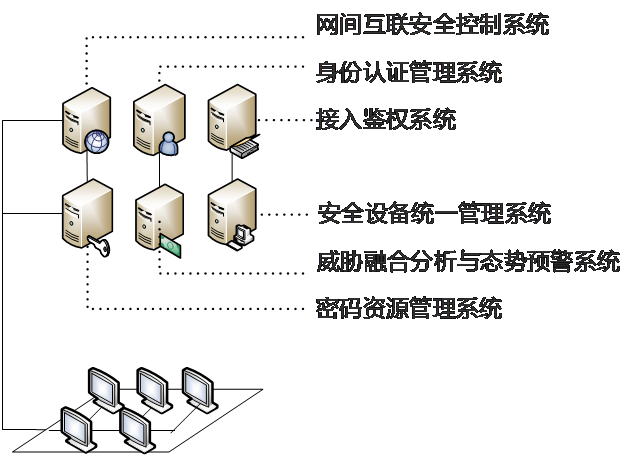 网间互联安全控制系统
身份认证管理系统
接入鉴权系统
安全设备统一管理系统
威胁融合分析与态势预警系统
密码资源管理系统